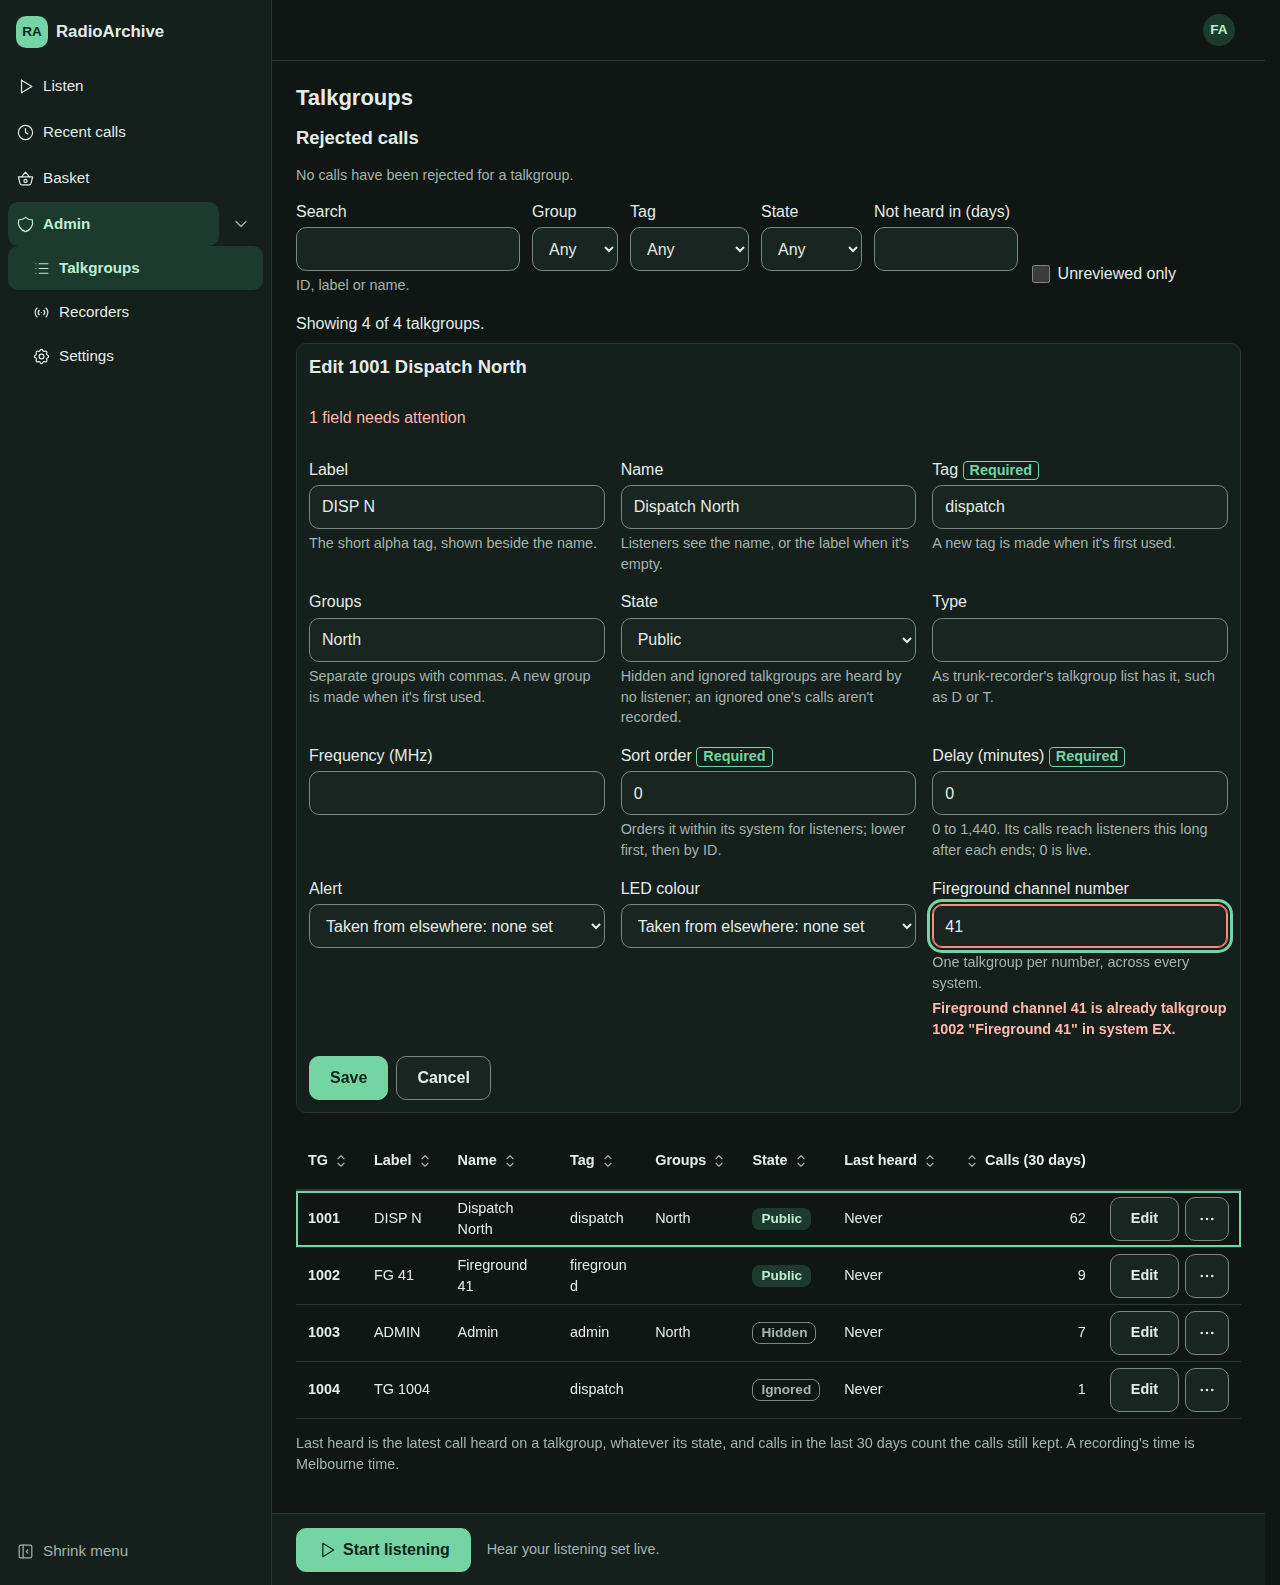 RA RadioArchive
FA
Listen
Recent calls
Basket
Admin
Talkgroups
Recorders
Settings
Shrink menu
Talkgroups
Rejected calls
No calls have been rejected for a talkgroup.
Search Group Tag State Not heard in (days)
Any Any Any
Unreviewed only
ID, label or name.
Showing 4 of 4 talkgroups.
Edit 1001 Dispatch North
1 field needs attention
Label Name Tag Required
DISP N Dispatch North dispatch
The short alpha tag, shown beside the name. Listeners see the name, or the label when it's A new tag is made when it's first used.
empty.
Groups State Type
North Public
Separate groups with commas. A new group Hidden and ignored talkgroups are heard by As trunk-recorder's talkgroup list has it, such
is made when it's first used. no listener; an ignored one's calls aren't as D or T.
recorded.
Frequency (MHz) Sort order Required Delay (minutes) Required
0 0
Orders it within its system for listeners; lower 0 to 1,440. Its calls reach listeners this long
first, then by ID. after each ends; 0 is live.
Alert LED colour Fireground channel number
Taken from elsewhere: none set Taken from elsewhere: none set 41
One talkgroup per number, across every
system.
Fireground channel 41 is already talkgroup
1002 "Fireground 41" in system EX.
Save Cancel
TG Label Name Tag Groups State Last heard Calls (30 days)
1001 DISP N Dispatch North dispatch North Public Never 62 Edit
1002 FG 41 Fireground 41 fireground Public Never 9 Edit
1003 ADMIN Admin admin North Hidden Never 7 Edit
1004 TG 1004 dispatch Ignored Never 1 Edit
Last heard is the latest call heard on a talkgroup, whatever its state, and calls in the last 30 days count the calls still kept. A recording's time is
Melbourne time.
Start listening Hear your listening set live.